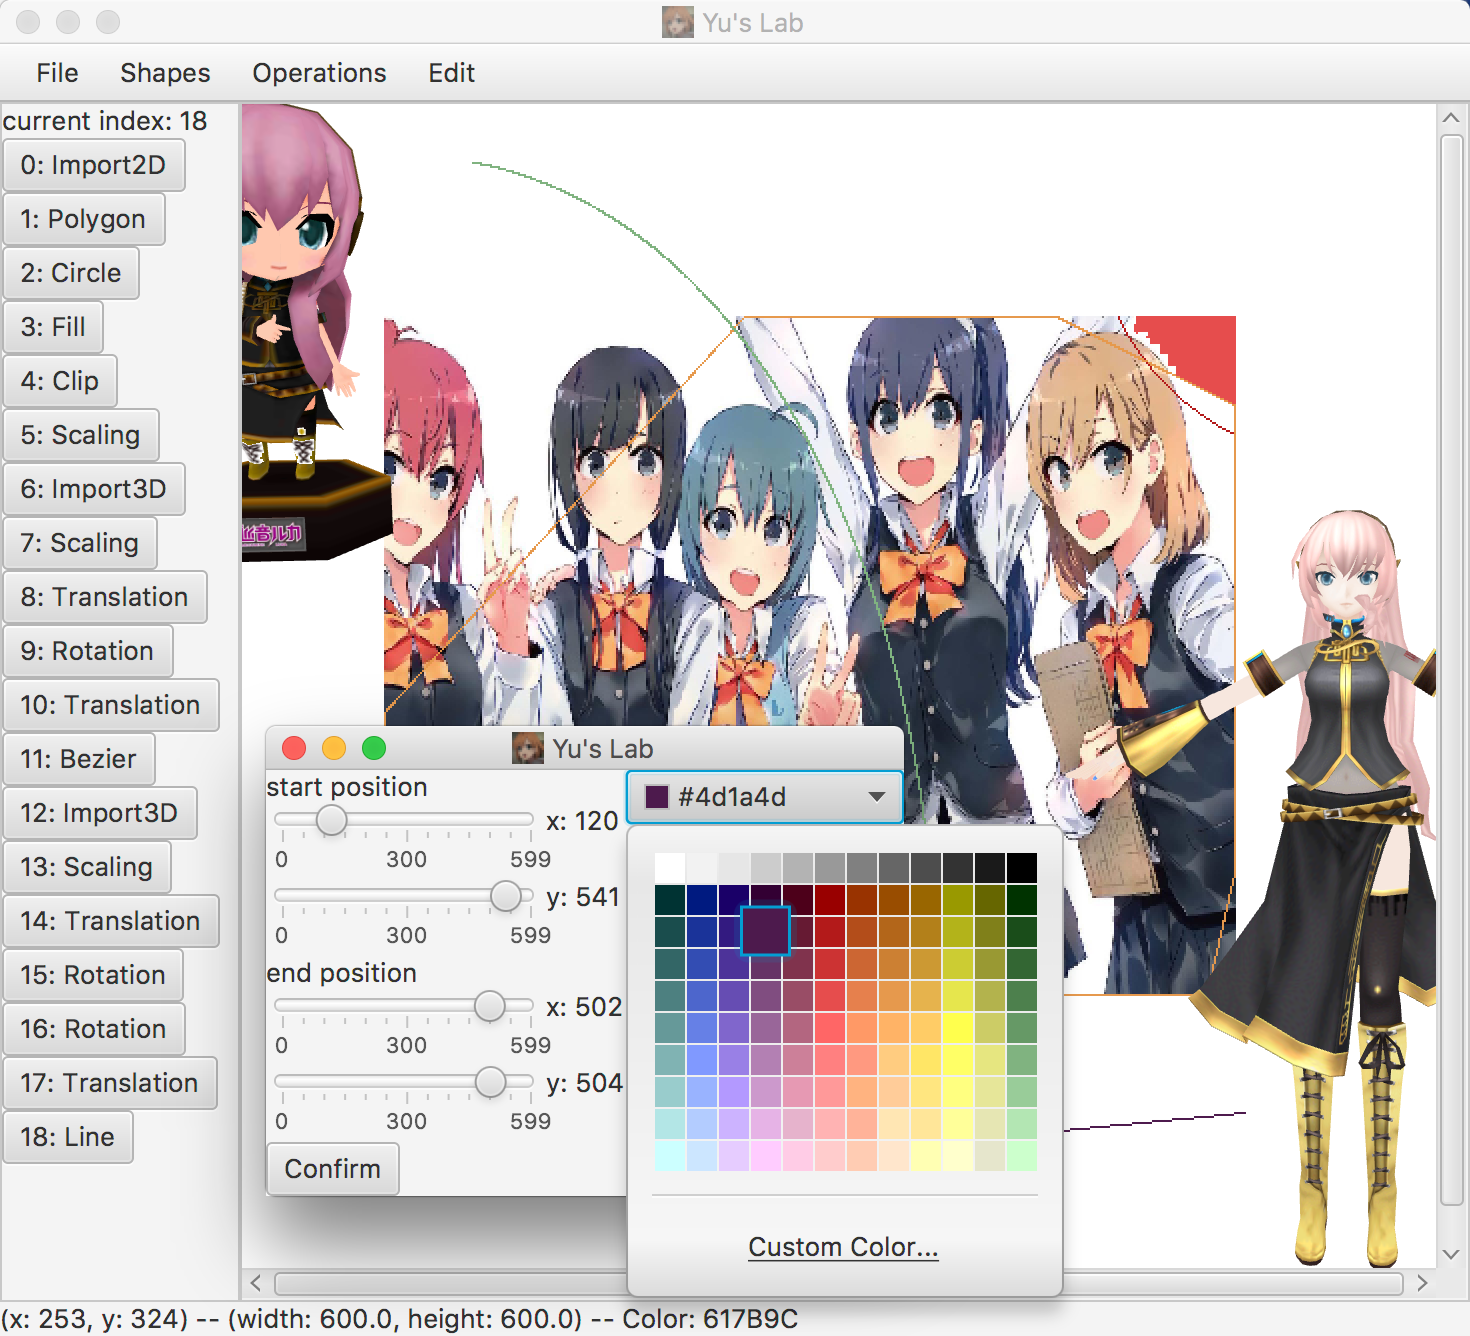 Yu's Lab
File Shapes Operations Edit
current index: 18
0: Import2D
1: Polygon
2: Circle
3: Fill
4: Clip
5: Scaling
6: Import3D
7: Scaling
8: Translation
9: Rotation
10: Translation
11: Bezier
12: Import3D
13: Scaling
14: Translation
15: Rotation
16: Rotation
17: Translation
18: Line
音ルカ
Yu's Lab
start position
x: 120
0 300 599
y: 541
0 300 599
end position
x: 502
0 300 599
y: 504
0 300 599
Confirm
#4d1a4d
Custom Color...
(x: 253, y: 324) -- (width: 600.0, height: 600.0) -- Color: 617B9C